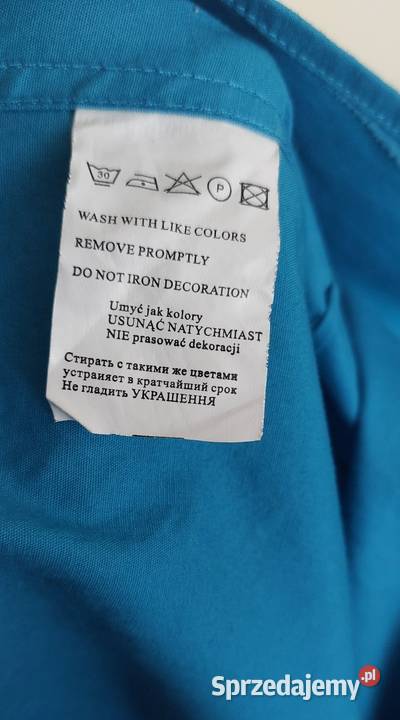 30
P
WASH WITH LIKE COLORS
REMOVE PROMPTLY
DO NOT IRON DECORATION
Umyć jak kolory
USUNĄĆ NATYCHMIAST
NIE prasować dekoracji
Стирать с такими же цветами
устраияет в кратчайший срок
Не гладить УКРАШЕННЯ
Sprzedajemy.pl